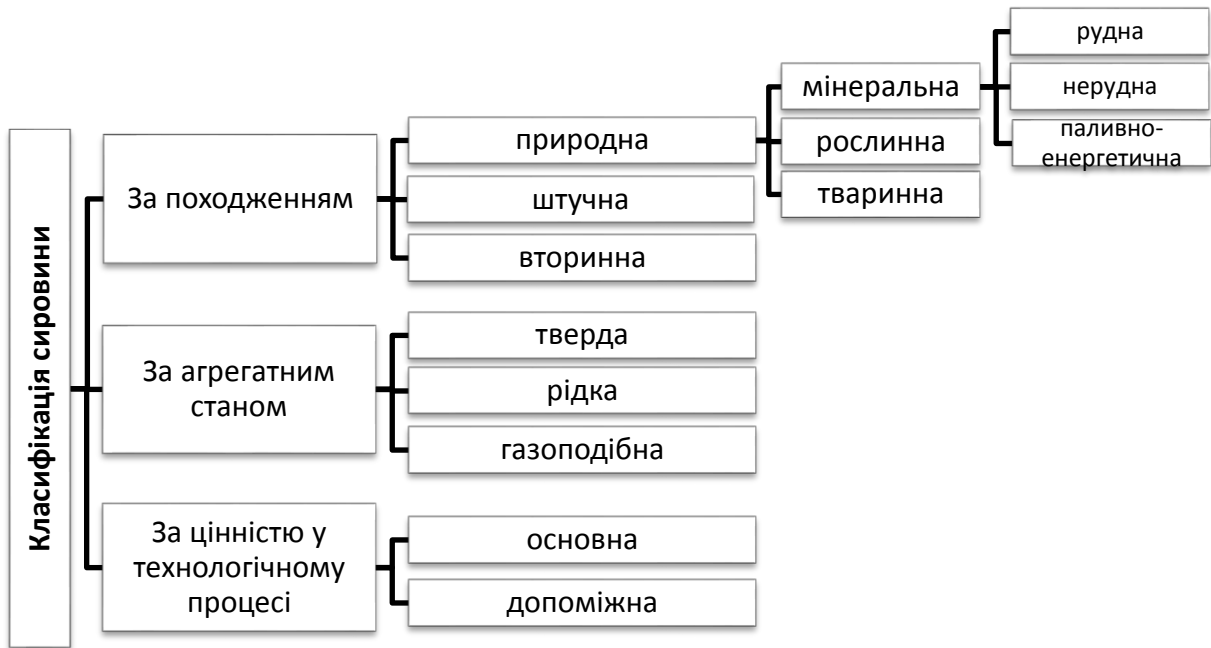 Класифікація сировини
За походженням
природна
мінеральна
рудна
нерудна
паливно-
енергетична
рослинна
тваринна
штучна
вторинна
За агрегатним
станом
тверда
рідка
газоподібна
За цінністю у
технологічному
процесі
основна
допоміжна